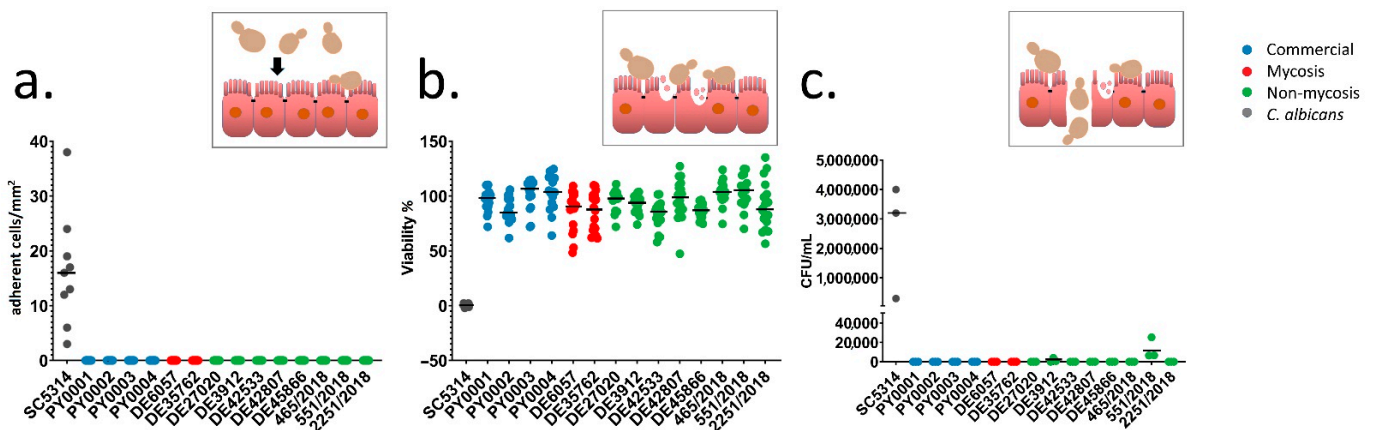 a.
adherent cells/mm²
40
30
20
10
0
SC5314
PY0001
PY0002
PY0003
PY0004
DE6057
DE35762
DE27020
DE3912
DE42533
DE42807
DE45866
465/2018
551/2018
2251/2018
b.
Viability %
150
100
50
0
−50
SC5314
PY0001
PY0002
PY0003
PY0004
DE6057
DE35762
DE27020
DE3912
DE42533
DE42807
DE45866
465/2018
551/2018
2251/2018
c.
CFU/mL
5,000,000
4,000,000
3,000,000
2,000,000
1,000,000
40,000
20,000
0
SC5314
PY0001
PY0002
PY0003
PY0004
DE6057
DE35762
DE27020
DE3912
DE42533
DE42807
DE45866
465/2018
551/2018
2251/2018
Commercial
Mycosis
Non-mycosis
C. albicans